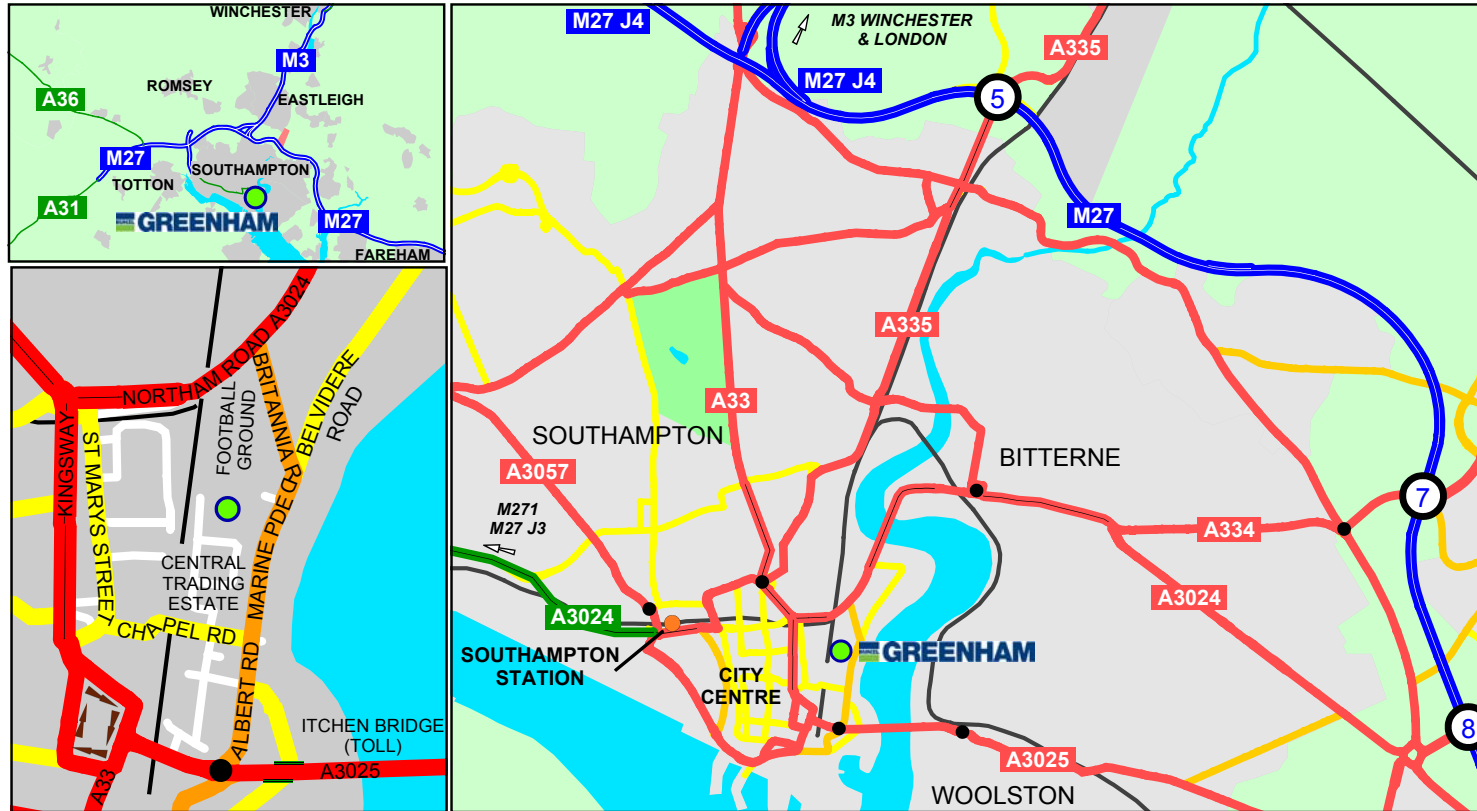 WINCHESTER
M3
ROMSEY
EASTLEIGH
A36
M27
SOUTHAMPTON
TOTTON
A31
GREENHAM
M27
FAREHAM
NORTHAM ROAD A3024
BRITANNIA RD
BELVIDERE
ROAD
FOOTBALL
GROUND
KINGSWAY
ST MARYS STREET
MARINE PDE
CENTRAL
TRADING
ESTATE
CHAPEL RD
ALBERT RD
ITCHEN BRIDGE
(TOLL)
A33
A3025
M27 J4
M3 WINCHESTER
& LONDON
A335
M27 J4
5
M27
A335
A33
SOUTHAMPTON
BITTERNE
A3057
M271
M27 J3
7
A334
A3024
A3024
SOUTHAMPTON
STATION
GREENHAM
CITY
CENTRE
8
A3025
WOOLSTON